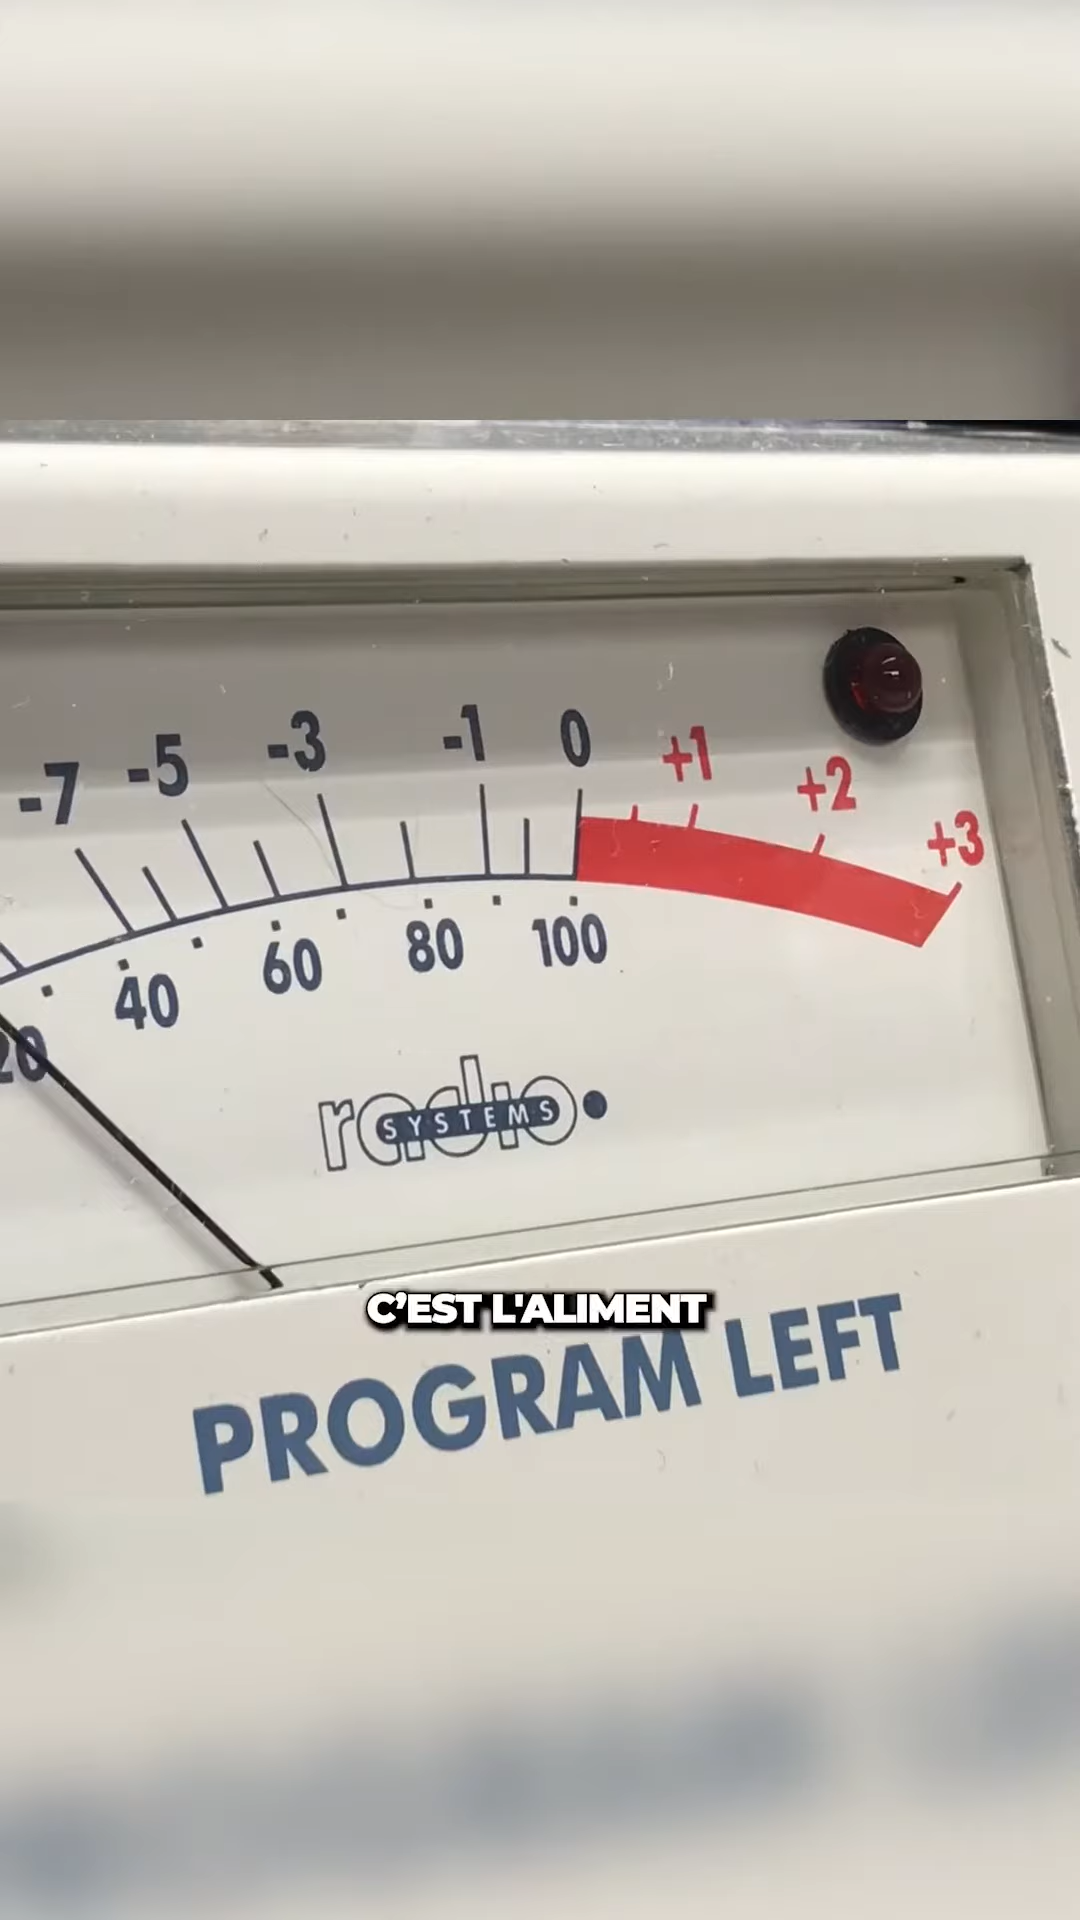 -7 -5 -3 -1 0 +1 +2 +3
20 40 60 80 100
radio
SYSTEMS
C'EST L'ALIMENT
PROGRAM LEFT